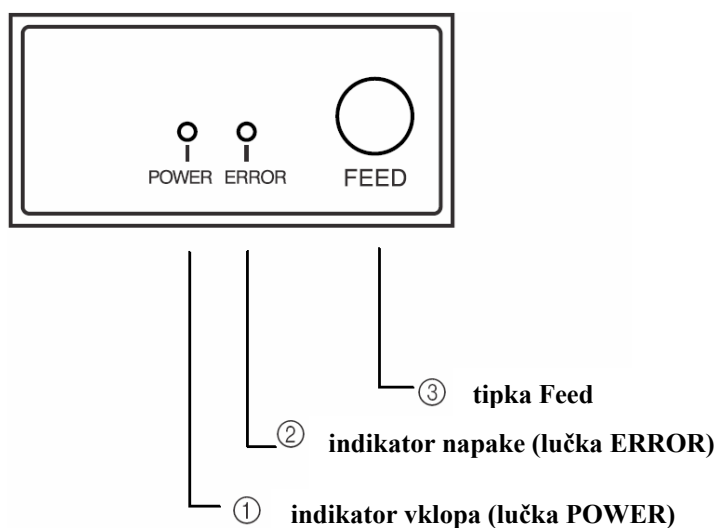 POWER ERROR FEED
③ tipka Feed
② indikator napake (lučka ERROR)
① indikator vklopa (lučka POWER)